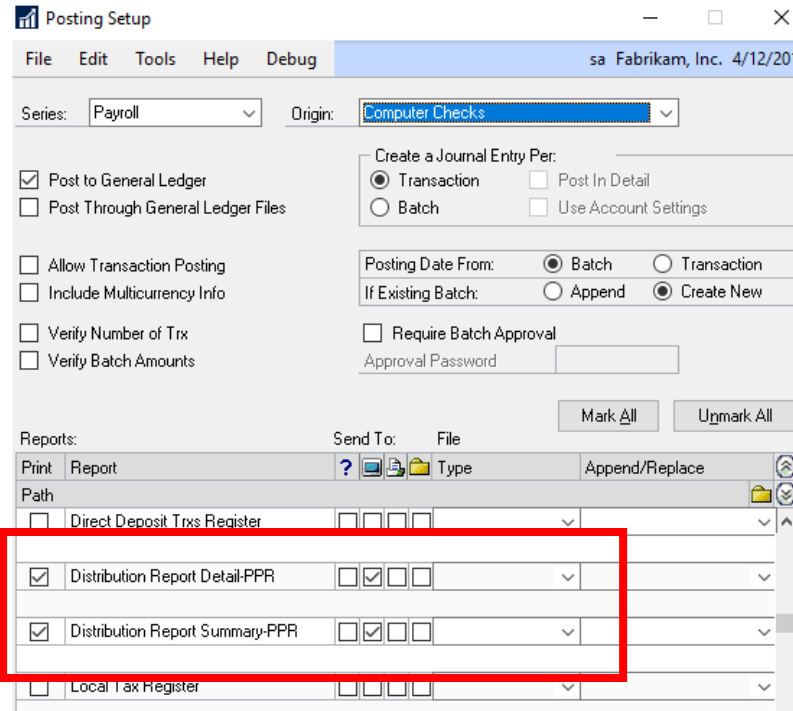 Posting Setup
File Edit Tools Help Debug sa Fabrikam, Inc. 4/12/20
Series: Payroll Origin: Computer Checks
Create a Journal Entry Per:
Post to General Ledger Transaction Post In Detail
Post Through General Ledger Files Batch Use Account Settings
Allow Transaction Posting Posting Date From: Batch Transaction
Include Multicurrency Info If Existing Batch: Append Create New
Verify Number of Trx Require Batch Approval
Verify Batch Amounts Approval Password
Mark All Unmark All
Reports: Send To: File
Print Report ? Type Append/Replace
Path
Direct Deposit Trxs Register
Distribution Report Detail-PPR
Distribution Report Summary-PPR
Local Tax Register